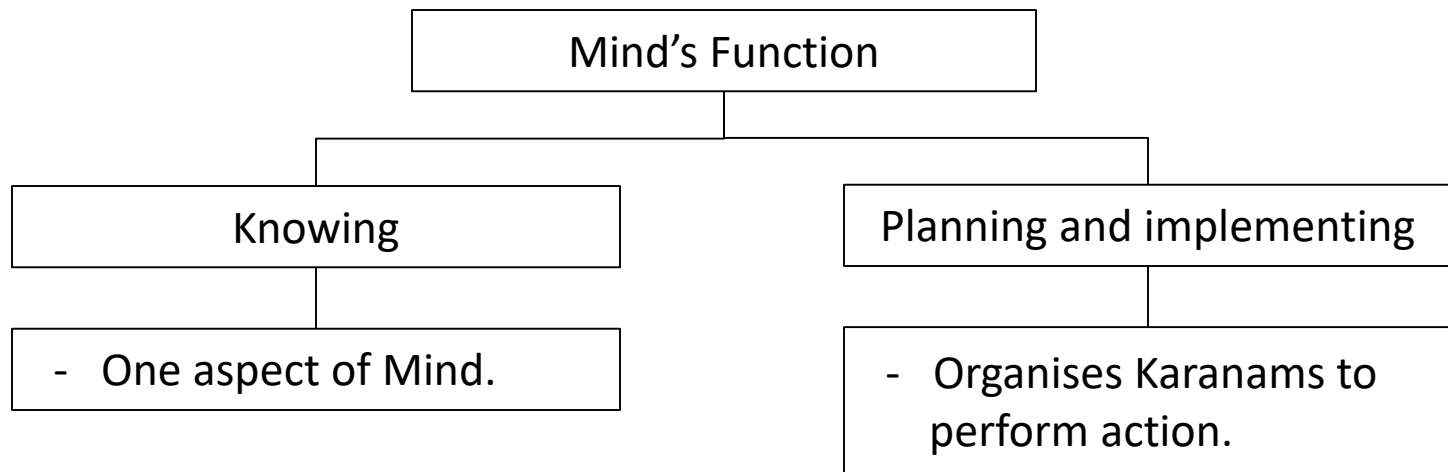 Mind’s Function
Knowing
Planning and implementing
- One aspect of Mind.
- Organises Karanams to
perform action.